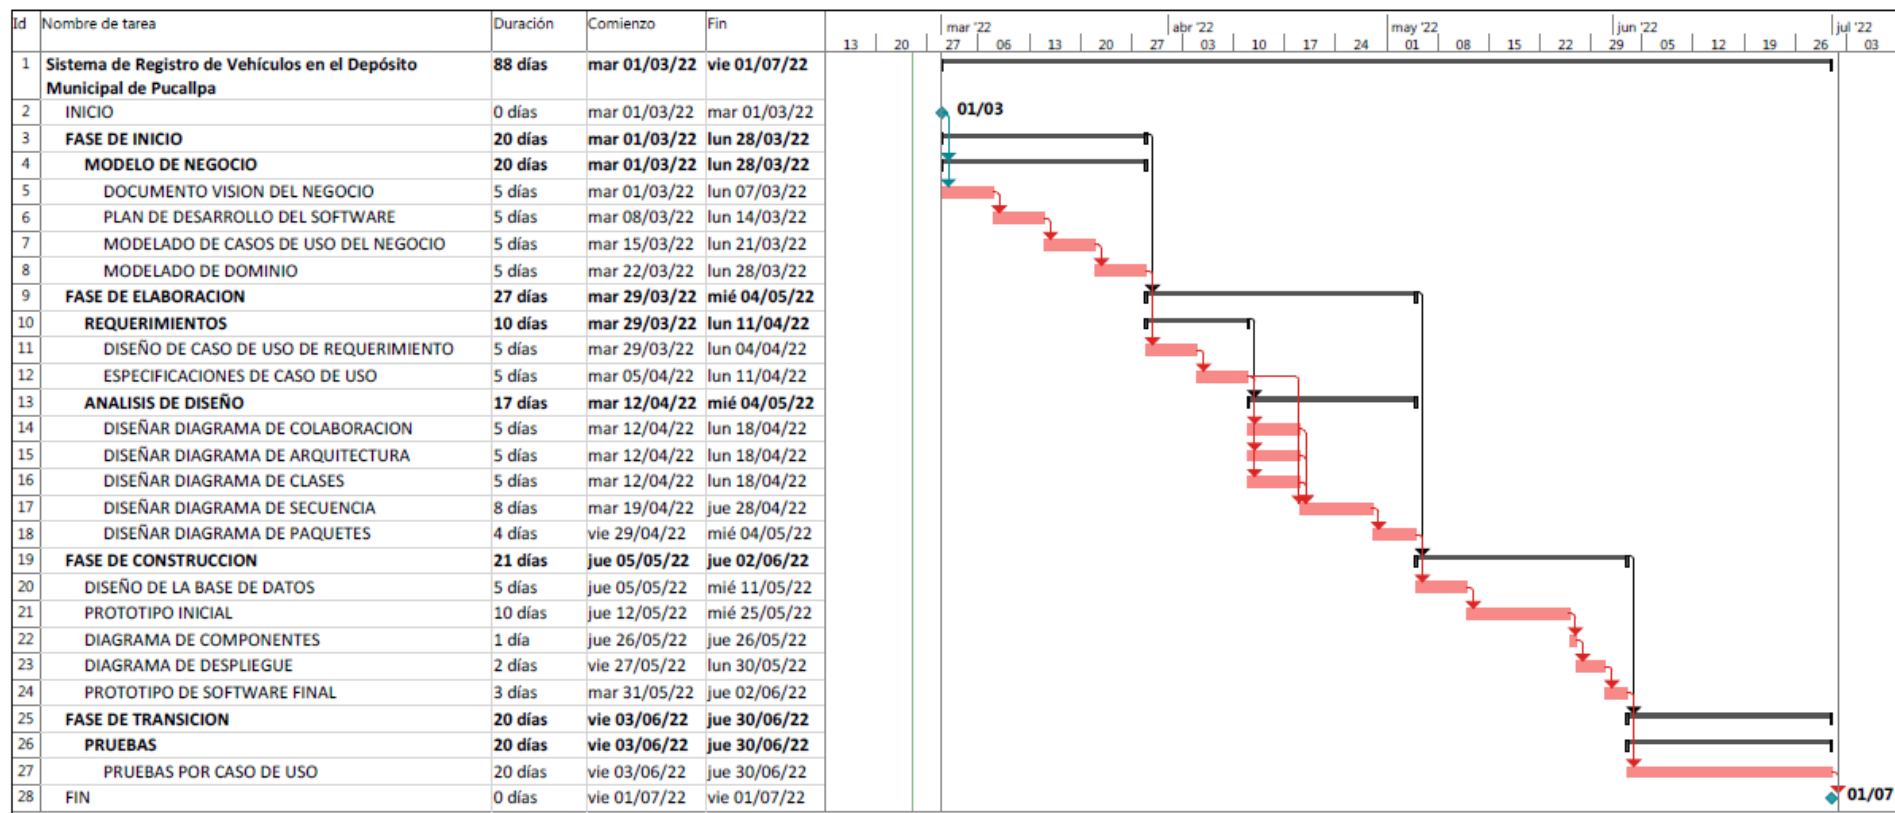 Id Nombre de tarea Duración Comienzo Fin mar '22 abr '22 may '22 jun '22 jul '22
13 20 27 06 13 20 27 03 10 17 24 01 08 15 22 29 05 12 19 26 03
1 Sistema de Registro de Vehículos en el Depósito 88 días mar 01/03/22 vie 01/07/22
Municipal de Pucallpa
2 INICIO 0 días mar 01/03/22 mar 01/03/22 01/03
3 FASE DE INICIO 20 días mar 01/03/22 lun 28/03/22
4 MODELO DE NEGOCIO 20 días mar 01/03/22 lun 28/03/22
5 DOCUMENTO VISION DEL NEGOCIO 5 días mar 01/03/22 lun 07/03/22
6 PLAN DE DESARROLLO DEL SOFTWARE 5 días mar 08/03/22 lun 14/03/22
7 MODELADO DE CASOS DE USO DEL NEGOCIO 5 días mar 15/03/22 lun 21/03/22
8 MODELADO DE DOMINIO 5 días mar 22/03/22 lun 28/03/22
9 FASE DE ELABORACION 27 días mar 29/03/22 mié 04/05/22
10 REQUERIMIENTOS 10 días mar 29/03/22 lun 11/04/22
11 DISEÑO DE CASO DE USO DE REQUERIMIENTO 5 días mar 29/03/22 lun 04/04/22
12 ESPECIFICACIONES DE CASO DE USO 5 días mar 05/04/22 lun 11/04/22
13 ANALISIS DE DISEÑO 17 días mar 12/04/22 mié 04/05/22
14 DISEÑAR DIAGRAMA DE COLABORACION 5 días mar 12/04/22 lun 18/04/22
15 DISEÑAR DIAGRAMA DE ARQUITECTURA 5 días mar 12/04/22 lun 18/04/22
16 DISEÑAR DIAGRAMA DE CLASES 5 días mar 12/04/22 lun 18/04/22
17 DISEÑAR DIAGRAMA DE SECUENCIA 8 días mar 19/04/22 jue 28/04/22
18 DISEÑAR DIAGRAMA DE PAQUETES 4 días vie 29/04/22 mié 04/05/22
19 FASE DE CONSTRUCCION 21 días jue 05/05/22 jue 02/06/22
20 DISEÑO DE LA BASE DE DATOS 5 días jue 05/05/22 mié 11/05/22
21 PROTOTIPO INICIAL 10 días jue 12/05/22 mié 25/05/22
22 DIAGRAMA DE COMPONENTES 1 día jue 26/05/22 jue 26/05/22
23 DIAGRAMA DE DESPLIEGUE 2 días vie 27/05/22 lun 30/05/22
24 PROTOTIPO DE SOFTWARE FINAL 3 días mar 31/05/22 jue 02/06/22
25 FASE DE TRANSICION 20 días vie 03/06/22 jue 30/06/22
26 PRUEBAS 20 días vie 03/06/22 jue 30/06/22
27 PRUEBAS POR CASO DE USO 20 días vie 03/06/22 jue 30/06/22
28 FIN 0 días vie 01/07/22 vie 01/07/22 01/07